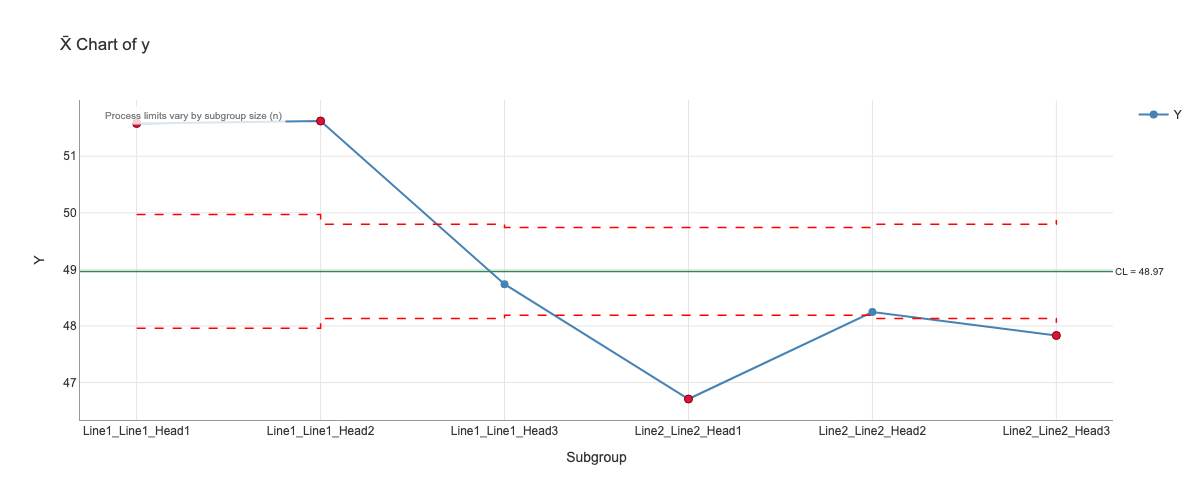 X̄ Chart of y
Process limits vary by subgroup size (n)
Y
51
50
49
48
47
Y
CL = 48.97
Line1_Line1_Head1
Line1_Line1_Head2
Line1_Line1_Head3
Line2_Line2_Head1
Line2_Line2_Head2
Line2_Line2_Head3
Subgroup